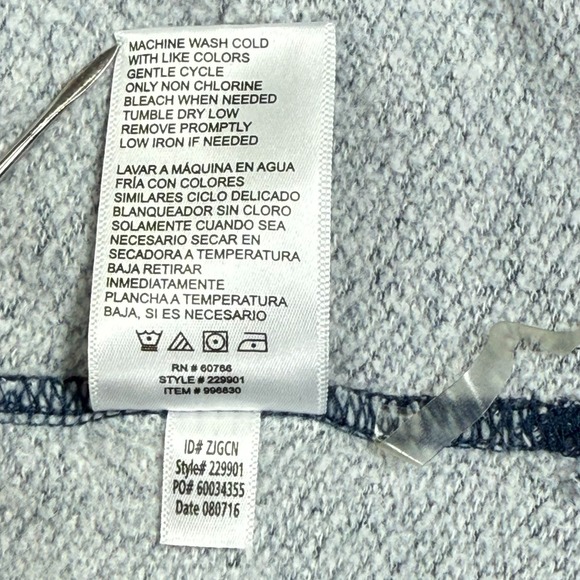 MACHINE WASH COLD
WITH LIKE COLORS
GENTLE CYCLE
ONLY NON CHLORINE
BLEACH WHEN NEEDED
TUMBLE DRY LOW
REMOVE PROMPTLY
LOW IRON IF NEEDED
LAVAR A MÁQUINA EN AGUA
FRÍA CON COLORES
SIMILARES CICLO DELICADO
BLANQUEADOR SIN CLORO
SOLAMENTE CUANDO SEA
NECESARIO SECAR EN
SECADORA A TEMPERATURA
BAJA RETIRAR
INMEDIATAMENTE
PLANCHA A TEMPERATURA
BAJA, SI ES NECESARIO
RN # 60766
STYLE # 229901
ITEM # 996830
ID# ZJGCN
Style# 229901
PO# 60034355
Date 080716